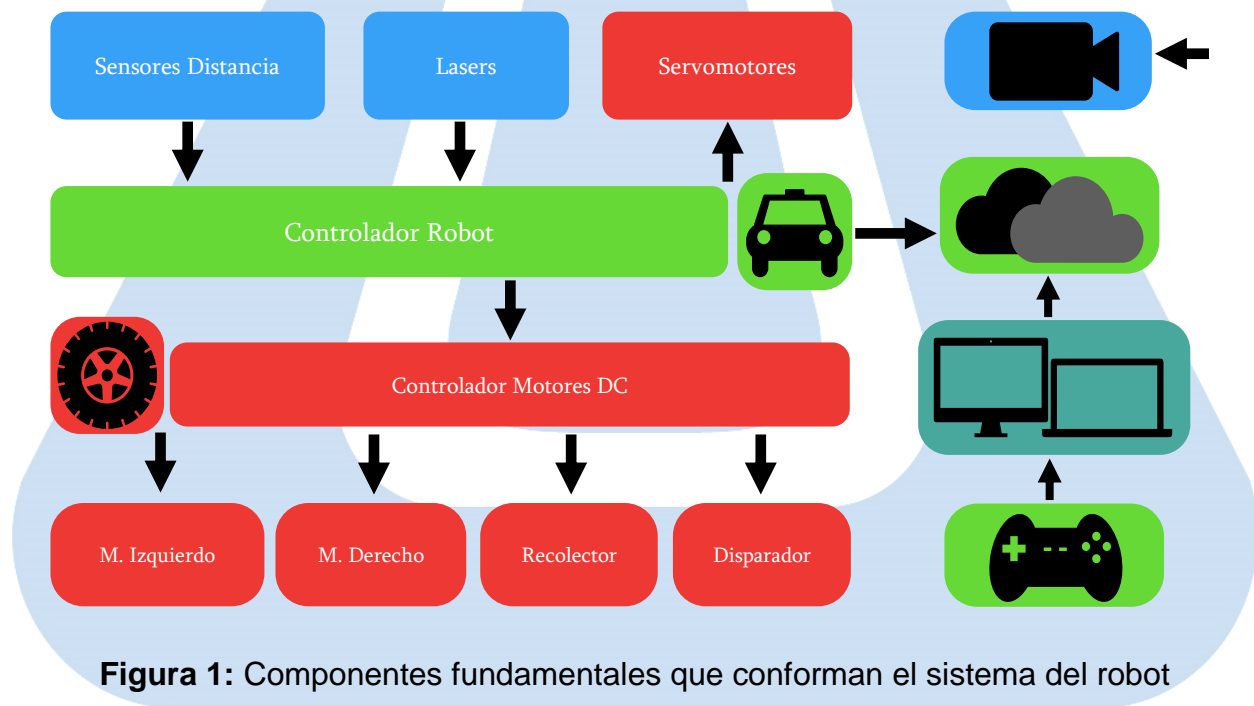 Sensores Distancia
Lasers
Servomotores
Controlador Robot
Controlador Motores DC
M. Izquierdo
M. Derecho
Recolector
Disparador
Figura 1: Componentes fundamentales que conforman el sistema del robot